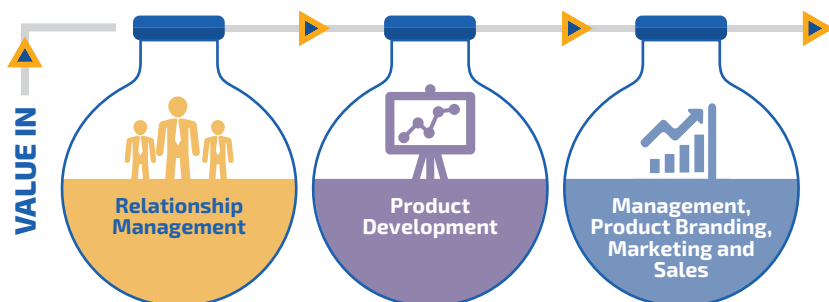 VALUE IN
Relationship
Management
Product
Development
Management,
Product Branding,
Marketing and
Sales